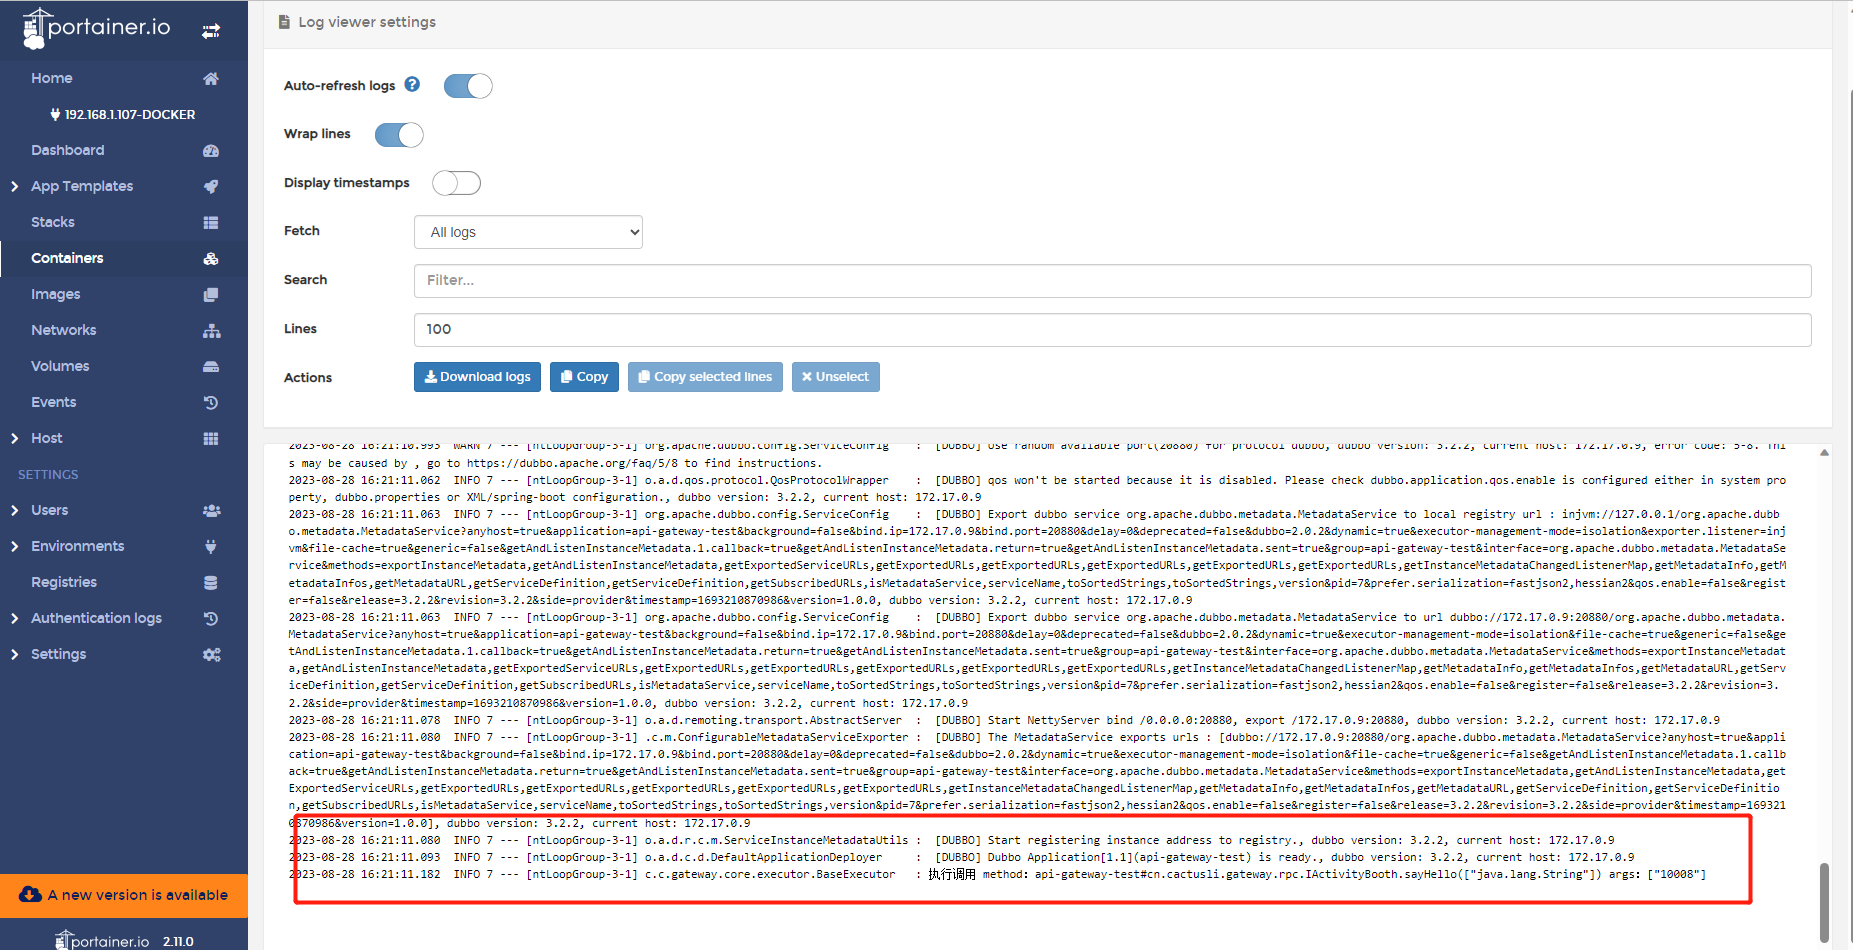 portainer.io
Home
192.168.1.107-DOCKER
Dashboard
App Templates
Stacks
Containers
Images
Networks
Volumes
Events
Host
SETTINGS
Users
Environments
Registries
Authentication logs
Settings
A new version is available
portainer.io 2.11.0
Log viewer settings
Auto-refresh logs
Wrap lines
Display timestamps
Fetch All logs
Search Filter...
Lines 100
Actions Download logs Copy Copy selected lines Unselect
2023-08-28 16:21:10.993  WARN 7 --- [ntLoopGroup-3-1] org.apache.dubbo.config.ServiceConfig    :  [DUBBO] Use random available port(20880) for protocol dubbo, dubbo version: 3.2.2, current host: 172.17.0.9, error code: 5-8. Thi
s may be caused by , go to https://dubbo.apache.org/faq/5/8 to find instructions.
2023-08-28 16:21:11.062  INFO 7 --- [ntLoopGroup-3-1] o.a.d.qos.protocol.QosProtocolWrapper    :  [DUBBO] qos won't be started because it is disabled. Please check dubbo.application.qos.enable is configured either in system pro
perty, dubbo.properties or XML/spring-boot configuration., dubbo version: 3.2.2, current host: 172.17.0.9
2023-08-28 16:21:11.063  INFO 7 --- [ntLoopGroup-3-1] org.apache.dubbo.config.ServiceConfig    :  [DUBBO] Export dubbo service org.apache.dubbo.metadata.MetadataService to local registry url : injvm://127.0.0.1/org.apache.dubb
o.metadata.MetadataService?anyhost=true&application=api-gateway-test&background=false&bind.ip=172.17.0.9&bind.port=20880&delay=0&deprecated=false&dubbo=2.0.2&dynamic=true&executor-management-mode=isolation&exporter.listener=inj
vm&file-cache=true&generic=false&getAndListenInstanceMetadata.1.callback=true&getAndListenInstanceMetadata.return=true&getAndListenInstanceMetadata.sent=true&group=api-gateway-test&interface=org.apache.dubbo.metadata.MetadataSe
rvice&methods=exportInstanceMetadata,getAndListenInstanceMetadata,getExportedServiceURLs,getExportedURLs,getExportedURLs,getExportedURLs,getExportedURLs,getInstanceMetadataChangedListenerMap,getMetadataInfo,getM
etadataInfos,getMetadataURL,getServiceDefinition,getServiceDefinition,getSubscribedURLs,isMetadataService,serviceName,toSortedStrings,toSortedStrings,version&pid=7&prefer.serialization=fastjson2,hessian2&qos.enable=false&regist
er=false&release=3.2.2&revision=3.2.2&side=provider&timestamp=1693210870986&version=1.0.0, dubbo version: 3.2.2, current host: 172.17.0.9
2023-08-28 16:21:11.063  INFO 7 --- [ntLoopGroup-3-1] org.apache.dubbo.config.ServiceConfig    :  [DUBBO] Export dubbo service org.apache.dubbo.metadata.MetadataService to url dubbo://172.17.0.9:20880/org.apache.dubbo.metadata.
MetadataService?anyhost=true&application=api-gateway-test&background=false&bind.ip=172.17.0.9&bind.port=20880&delay=0&deprecated=false&dubbo=2.0.2&dynamic=true&executor-management-mode=isolation&file-cache=true&generic=false&ge
tAndListenInstanceMetadata.1.callback=true&getAndListenInstanceMetadata.return=true&getAndListenInstanceMetadata.sent=true&group=api-gateway-test&interface=org.apache.dubbo.metadata.MetadataService&methods=exportInstanceMetadat
a,getAndListenInstanceMetadata,getExportedServiceURLs,getExportedURLs,getExportedURLs,getExportedURLs,getExportedURLs,getInstanceMetadataChangedListenerMap,getMetadataInfo,getMetadataInfos,getMetadataURL,getServ
iceDefinition,getServiceDefinition,getSubscribedURLs,isMetadataService,serviceName,toSortedStrings,toSortedStrings,version&pid=7&prefer.serialization=fastjson2,hessian2&qos.enable=false&register=false&release=3.2.2&revision=3.
2.2&side=provider&timestamp=1693210870986&version=1.0.0, dubbo version: 3.2.2, current host: 172.17.0.9
2023-08-28 16:21:11.078  INFO 7 --- [ntLoopGroup-3-1] o.a.d.remoting.transport.AbstractServer  :  [DUBBO] Start NettyServer bind /0.0.0.0:20880, export /172.17.0.9:20880, dubbo version: 3.2.2, current host: 172.17.0.9
2023-08-28 16:21:11.080  INFO 7 --- [ntLoopGroup-3-1] .c.m.ConfigurableMetadataServiceExporter :  [DUBBO] The MetadataService exports urls : [dubbo://172.17.0.9:20880/org.apache.dubbo.metadata.MetadataService?anyhost=true&appli
cation=api-gateway-test&background=false&bind.ip=172.17.0.9&bind.port=20880&delay=0&deprecated=false&dubbo=2.0.2&dynamic=true&executor-management-mode=isolation&file-cache=true&generic=false&getAndListenInstanceMetadata.1.callb
ack=true&getAndListenInstanceMetadata.return=true&getAndListenInstanceMetadata.sent=true&group=api-gateway-test&interface=org.apache.dubbo.metadata.MetadataService&methods=exportInstanceMetadata,getAndListenInstanceMetadata,get
ExportedServiceURLs,getExportedURLs,getExportedURLs,getExportedURLs,getExportedURLs,getInstanceMetadataChangedListenerMap,getMetadataInfo,getMetadataInfos,getMetadataURL,getServiceDefinition,getServiceDefinitio
n,getSubscribedURLs,isMetadataService,serviceName,toSortedStrings,toSortedStrings,version&pid=7&prefer.serialization=fastjson2,hessian2&qos.enable=false&register=false&release=3.2.2&revision=3.2.2&side=provider&timestamp=169321
0870986&version=1.0.0], dubbo version: 3.2.2, current host: 172.17.0.9
2023-08-28 16:21:11.080  INFO 7 --- [ntLoopGroup-3-1] o.a.d.r.c.m.ServiceInstanceMetadataUtils :  [DUBBO] Start registering instance address to registry., dubbo version: 3.2.2, current host: 172.17.0.9
2023-08-28 16:21:11.093  INFO 7 --- [ntLoopGroup-3-1] o.a.d.c.d.DefaultApplicationDeployer     :  [DUBBO] Dubbo Application[1.1](api-gateway-test) is ready., dubbo version: 3.2.2, current host: 172.17.0.9
2023-08-28 16:21:11.182  INFO 7 --- [ntLoopGroup-3-1] c.c.gateway.core.executor.BaseExecutor   : 执行调用 method: api-gateway-test#cn.cactusli.gateway.rpc.IActivityBooth.sayHello(["java.lang.String"]) args: ["10008"]